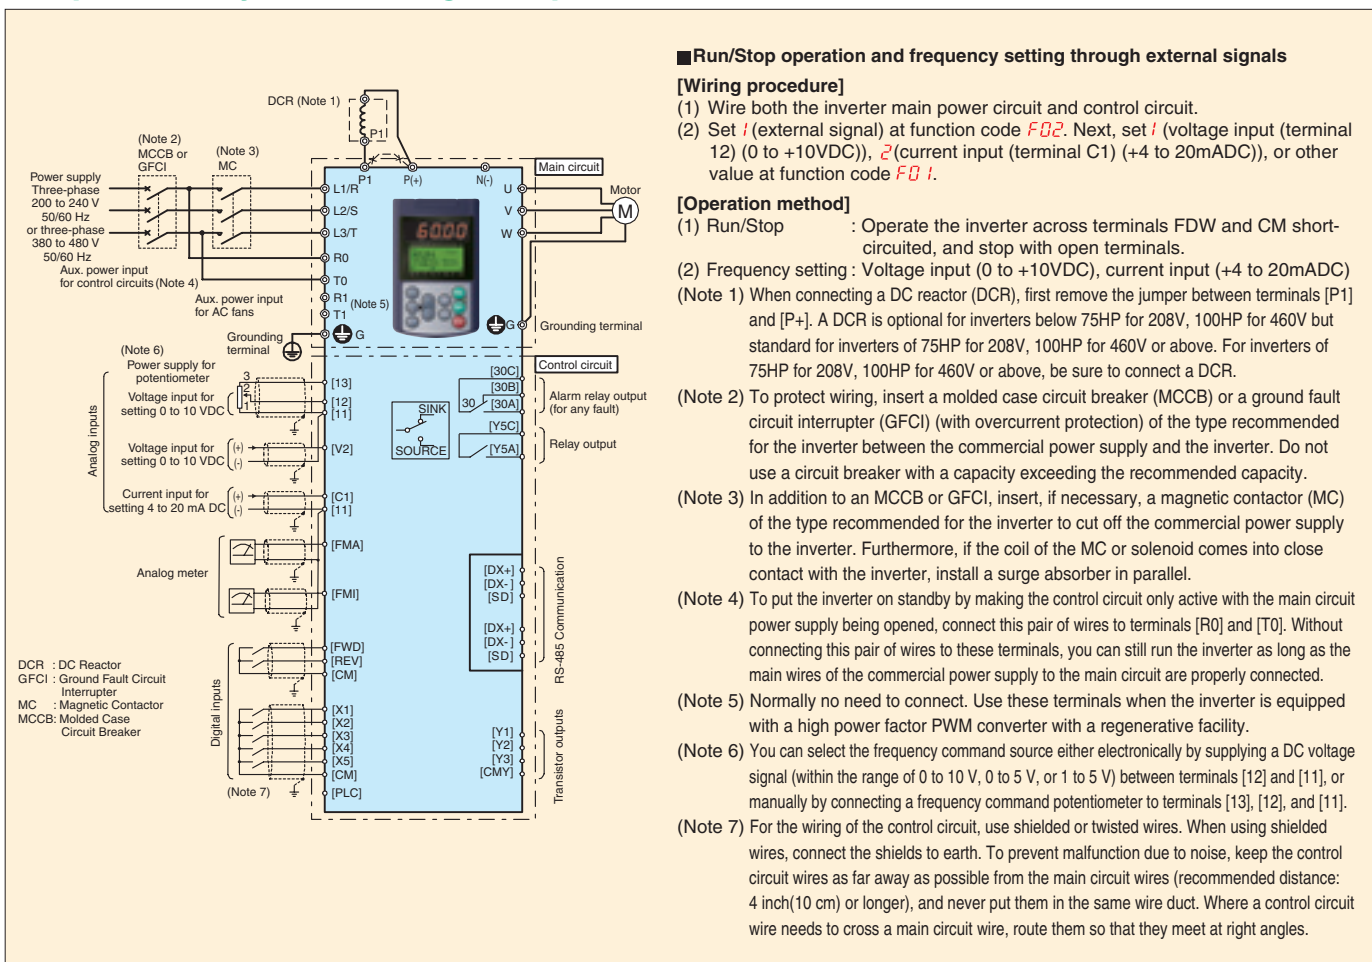 DCR (Note 1)
P1
(Note 2)
MCCB or
GFCI
(Note 3)
MC
Power supply
Three-phase
200 to 240 V
50/60 Hz
or three-phase
380 to 480 V
50/60 Hz
Aux. power input
for control circuits (Note 4)
Aux. power input
for AC fans
(Note 5)
Grounding
terminal
P1
P(+)
N(-)
Main circuit
L1/R
L2/S
L3/T
R0
T0
R1
T1
G
U
V
W
Motor
M
60.00
G
Grounding terminal
Control circuit
(Note 6)
Power supply for
potentiometer
3
2
1
Voltage input for
setting 0 to 10 VDC
Voltage input for
setting 0 to 10 VDC
(+)
(-)
Current input for
setting 4 to 20 mA DC
(+)
(-)
Analog inputs
[13]
[12]
[11]
[V2]
[C1]
[11]
SINK
SOURCE
[30C]
[30B]
30
[30A]
Alarm relay output
(for any fault)
[Y5C]
[Y5A]
Relay output
Analog meter
[FMA]
[FMI]
[DX+]
[DX-]
[SD]
[DX+]
[DX-]
[SD]
RS-485 Communication
Digital inputs
[FWD]
[REV]
[CM]
[X1]
[X2]
[X3]
[X4]
[X5]
[CM]
[PLC]
(Note 7)
[Y1]
[Y2]
[Y3]
[CMY]
Transistor outputs
DCR : DC Reactor
GFCI : Ground Fault Circuit
Interrupter
MC : Magnetic Contactor
MCCB: Molded Case
Circuit Breaker
■Run/Stop operation and frequency setting through external signals
[Wiring procedure]
(1) Wire both the inverter main power circuit and control circuit.
(2) Set 1 (external signal) at function code F02. Next, set 1 (voltage input (terminal
12) (0 to +10VDC)), 2 (current input (terminal C1) (+4 to 20mADC)), or other
value at function code F01.
[Operation method]
(1) Run/Stop : Operate the inverter across terminals FDW and CM short-
circuited, and stop with open terminals.
(2) Frequency setting : Voltage input (0 to +10VDC), current input (+4 to 20mADC)
(Note 1) When connecting a DC reactor (DCR), first remove the jumper between terminals [P1]
and [P+]. A DCR is optional for inverters below 75HP for 208V, 100HP for 460V but
standard for inverters of 75HP for 208V, 100HP for 460V or above. For inverters of
75HP for 208V, 100HP for 460V or above, be sure to connect a DCR.
(Note 2) To protect wiring, insert a molded case circuit breaker (MCCB) or a ground fault
circuit interrupter (GFCI) (with overcurrent protection) of the type recommended
for the inverter between the commercial power supply and the inverter. Do not
use a circuit breaker with a capacity exceeding the recommended capacity.
(Note 3) In addition to an MCCB or GFCI, insert, if necessary, a magnetic contactor (MC)
of the type recommended for the inverter to cut off the commercial power supply
to the inverter. Furthermore, if the coil of the MC or solenoid comes into close
contact with the inverter, install a surge absorber in parallel.
(Note 4) To put the inverter on standby by making the control circuit only active with the main circuit
power supply being opened, connect this pair of wires to terminals [R0] and [T0]. Without
connecting this pair of wires to these terminals, you can still run the inverter as long as the
main wires of the commercial power supply to the main circuit are properly connected.
(Note 5) Normally no need to connect. Use these terminals when the inverter is equipped
with a high power factor PWM converter with a regenerative facility.
(Note 6) You can select the frequency command source either electronically by supplying a DC voltage
signal (within the range of 0 to 10 V, 0 to 5 V, or 1 to 5 V) between terminals [12] and [11], or
manually by connecting a frequency command potentiometer to terminals [13], [12], and [11].
(Note 7) For the wiring of the control circuit, use shielded or twisted wires. When using shielded
wires, connect the shields to earth. To prevent malfunction due to noise, keep the control
circuit wires as far away as possible from the main circuit wires (recommended distance:
4 inch(10 cm) or longer), and never put them in the same wire duct. Where a control circuit
wire needs to cross a main circuit wire, route them so that they meet at right angles.